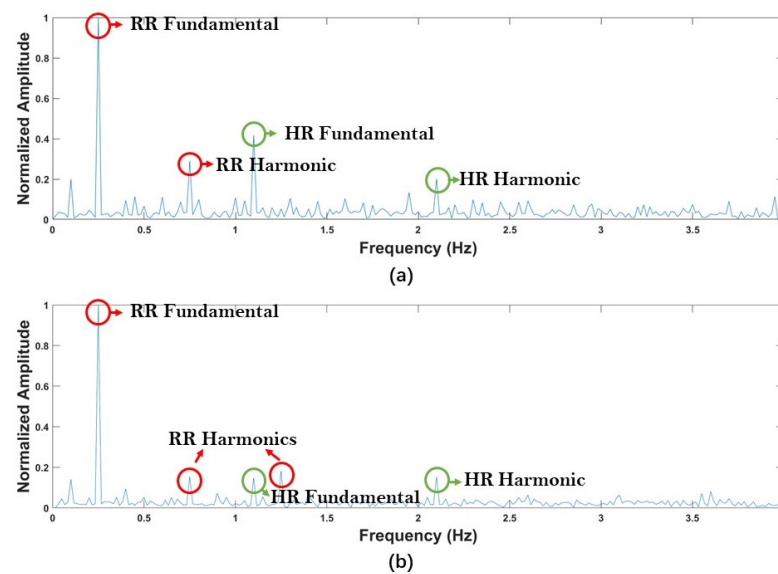 1
RR Fundamental
0.8
0.6
HR Fundamental
0.4
RR Harmonic
HR Harmonic
0.2
0
0 0.5 1 1.5 2 2.5 3 3.5
Normalized Amplitude
Frequency (Hz)
(a)
1
RR Fundamental
0.8
0.6
0.4
RR Harmonics
0.2
HR Harmonic
HR Fundamental
0
0 0.5 1 1.5 2 2.5 3 3.5
Normalized Amplitude
Frequency (Hz)
(b)